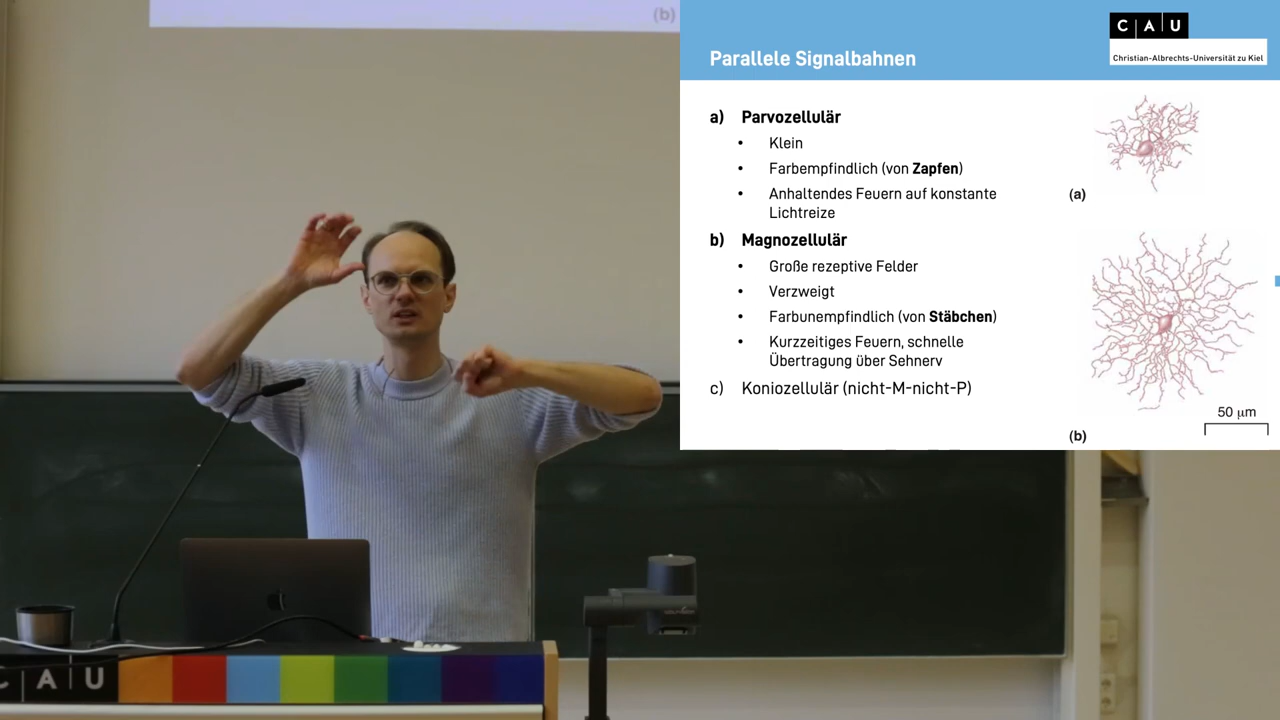 (b)
Parallele Signalbahnen
C A U
Christian-Albrechts-Universität zu Kiel
a) Parvozellulär
• Klein
• Farbempfindlich (von Zapfen)
• Anhaltendes Feuern auf konstante
Lichtreize
(a)
b) Magnozellulär
• Große rezeptive Felder
• Verzweigt
• Farbunempfindlich (von Stäbchen)
• Kurzzeitiges Feuern, schnelle
Übertragung über Sehnerv
c) Koniozellulär (nicht-M-nicht-P)
50 µm
(b)
C A U